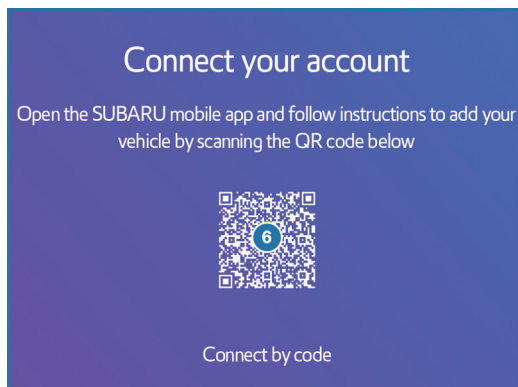 Connect your account
Open the SUBARU mobile app and follow instructions to add your
vehicle by scanning the QR code below
6
Connect by code